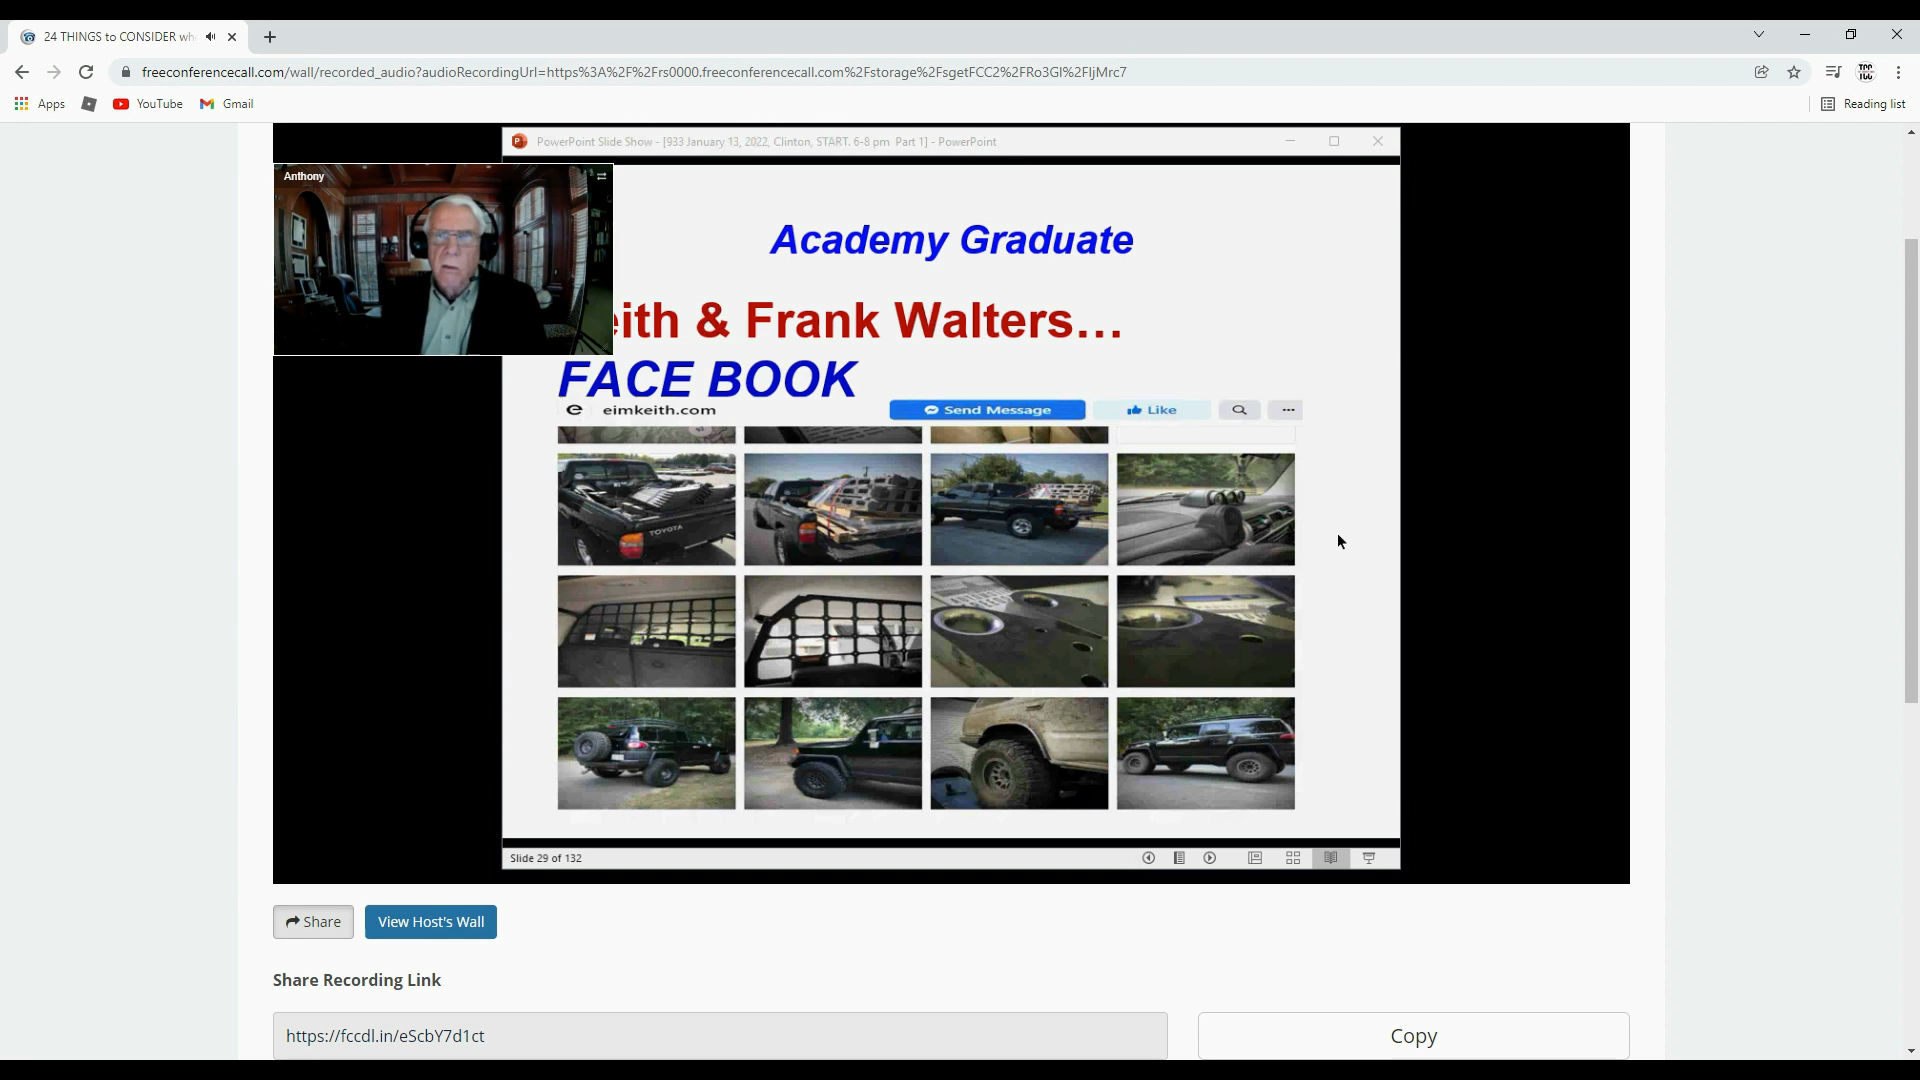 24 THINGS to CONSIDER wh
freeconferencecall.com/wall/recorded_audio?audioRecordingUrl=https%3A%2F%2Frs0000.freeconferencecall.com%2Fstorage%2FsgetFCC2%2FRo3GI%2FIjMrc7
Apps
YouTube
Gmail
Reading list
PowerPoint Slide Show - [933 January 13, 2022, Clinton, START. 6-8 pm Part 1] - PowerPoint
Anthony
Academy Graduate
eith & Frank Walters...
FACE BOOK
eimkeith.com
Send Message
Like
TOYOTA
Slide 29 of 132
Share
View Host's Wall
Share Recording Link
https://fccdl.in/eScbY7d1ct
Copy